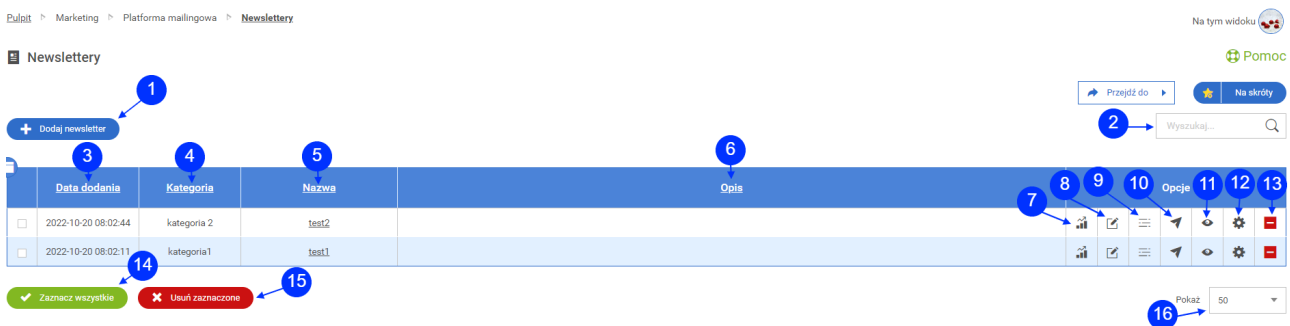 Pulpit Marketing Platforma mailingowa Newslettery
Na tym widoku
Newslettery
Pomoc
1
Przejdź do
Na skróty
Dodaj newsletter
2
Wyszukaj...
3 4 5 6
7 8 9 10 11 12 13
Data dodania Kategoria Nazwa Opis Opcje
2022-10-20 08:02:44 kategoria 2 test2
2022-10-20 08:02:11 kategoria1 test1
14
15
Zaznacz wszystkie Usuń zaznaczone
Pokaż 50
16